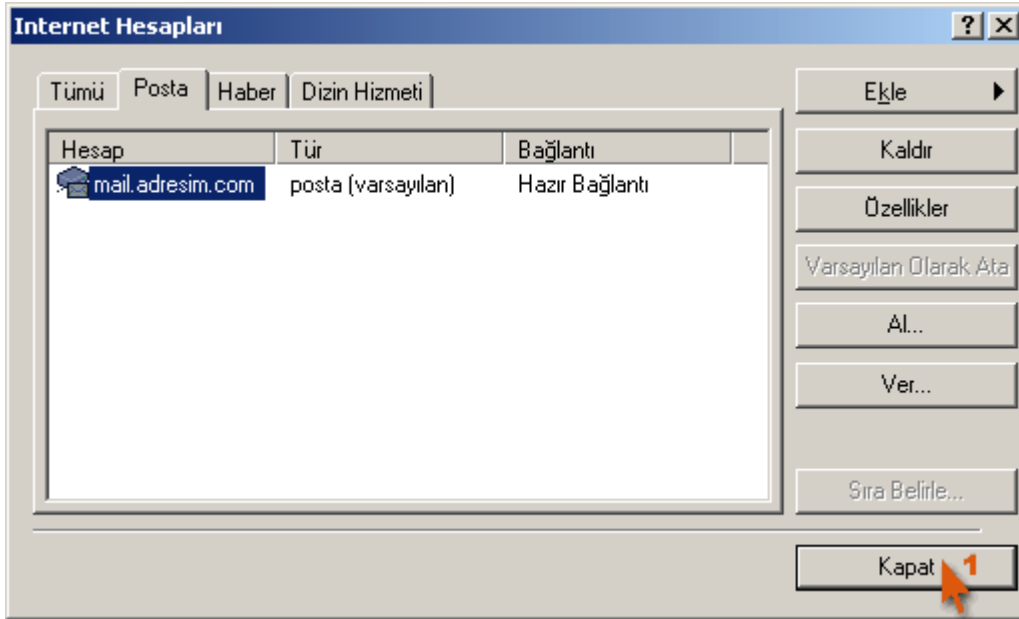 Internet Hesapları
Tümü Posta Haber Dizin Hizmeti
Hesap Tür Bağlantı
mail.adresim.com posta (varsayılan) Hazır Bağlantı
Ekle
Kaldır
Özellikler
Varsayılan Olarak Ata
Al...
Ver...
Sıra Belirle...
Kapat 1